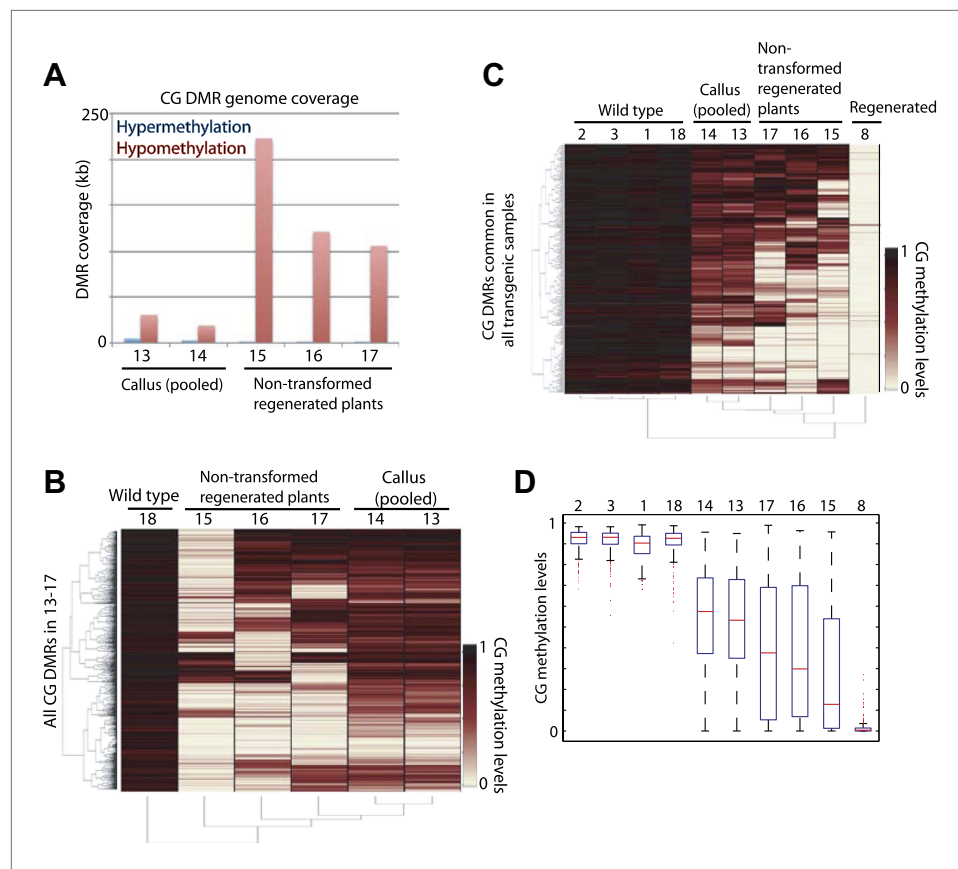 A
CG DMR genome coverage
250
Hypermethylation
Hypomethylation
DMR coverage (kb)
0
13 14 15 16 17
Callus (pooled)
Non-transformed
regenerated plants
B
Wild type
Non-transformed
regenerated plants
Callus
(pooled)
18 15 16 17 14 13
All CG DMRs in 13-17
1
0
CG methylation levels
C
Wild type
Callus
(pooled)
Non-
transformed
regenerated
plants
Regenerated
2 3 1 18 14 13 17 16 15 8
CG DMRs common in
all transgenic samples
1
0
CG methylation levels
D
2 3 1 18 14 13 17 16 15 8
1
0
CG methylation levels